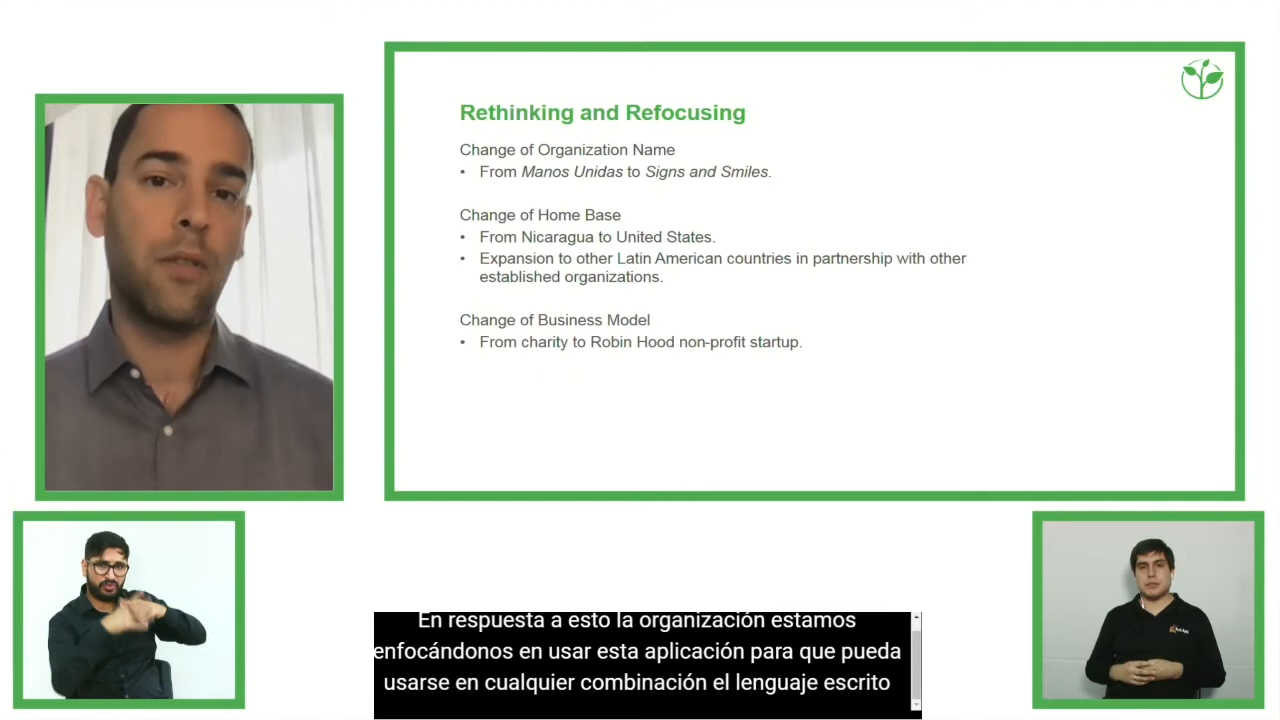 Rethinking and Refocusing
Change of Organization Name
• From Manos Unidas to Signs and Smiles.
Change of Home Base
• From Nicaragua to United States.
• Expansion to other Latin American countries in partnership with other
established organizations.
Change of Business Model
• From charity to Robin Hood non-profit startup.
En respuesta a esto la organización estamos
enfocándonos en usar esta aplicación para que pueda
usarse en cualquier combinación el lenguaje escrito